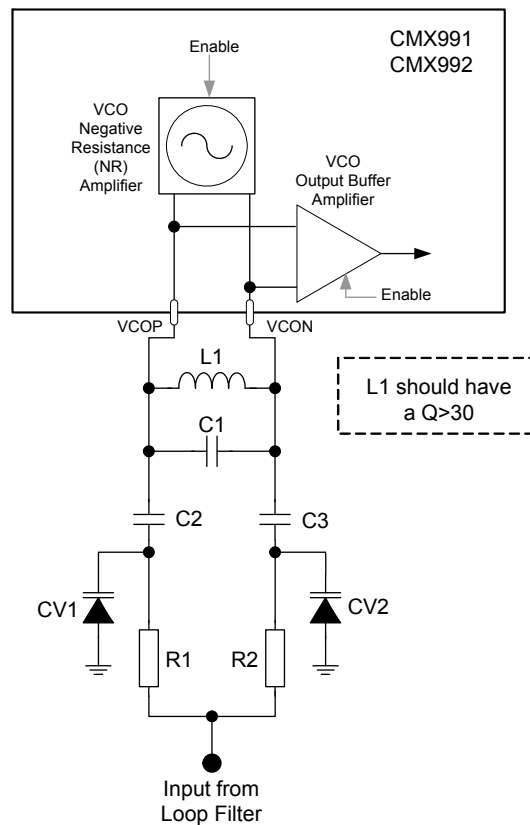 CMX991
CMX992
Enable
VCO
Negative
Resistance
(NR)
Amplifier
VCO
Output Buffer
Amplifier
Enable
VCOP
VCON
L1
L1 should have
a Q>30
C1
C2
C3
CV1
CV2
R1
R2
Input from
Loop Filter